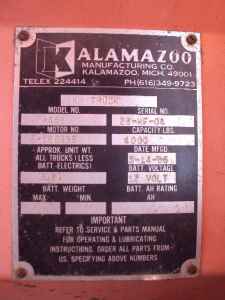 KALAMAZOO
MANUFACTURING CO.
KALAMAZOO, MICH. 49001
TELEX 224414 PH (616) 349-9723
MODEL NO. SERIAL NO.
MOTOR NO CAPACITY-LBS.
4000
APPROX. UNIT WT. DATE MFGD
ALL TRUCKS (LESS
BATT-ELECTRIC) BATT. VOLTAGE
12 VOLT
BATT. WEIGHT BATT. AH RATING
MAX. MIN. AH
IMPORTANT
REFER TO SERVICE & PARTS MANUAL
FOR OPERATING & LUBRICATING
INSTRUCTIONS. ORDER ALL PARTS FROM
US. SPECIFYING ABOVE NUMBERS